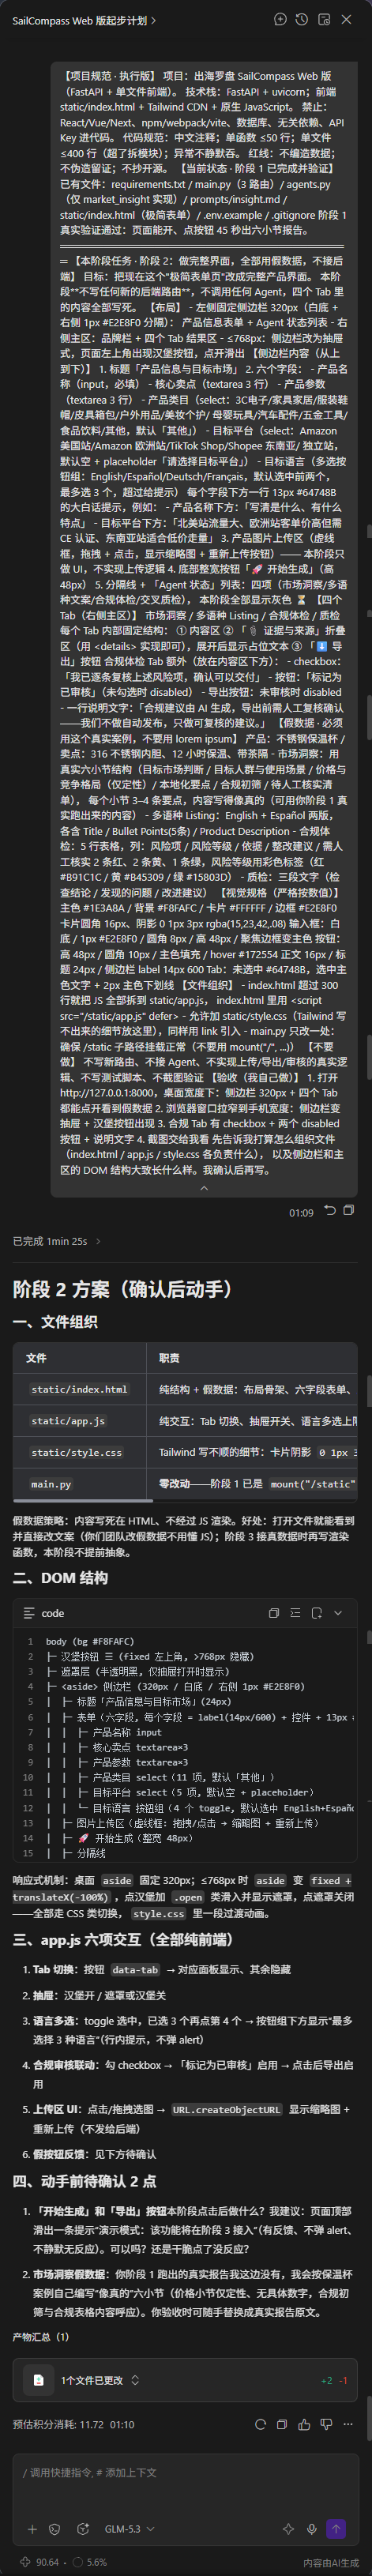 SailCompass Web 版起步计划 >
【项目规范 · 执行版】 项目：出海罗盘 SailCompass Web 版
（FastAPI + 单文件前端）。 技术栈：FastAPI + uvicorn；前端
static/index.html + Tailwind CDN + 原生 JavaScript。 禁止：
React/Vue/Next、npm/webpack/vite、数据库、无关依赖、API
Key 进代码。 代码规范：中文注释；单函数 ≤50 行；单文件
≤400 行（超了拆模块）；异常不静默吞。 红线：不编造数据；
不伪造留证；不抄开源。 【当前状态 · 阶段 1 已完成并验证】
已有文件：requirements.txt / main.py（3 路由）/ agents.py
（仅 market_insight 实现）/ prompts/insight.md /
static/index.html（极简表单）/ .env.example / .gitignore 阶段 1
真实验证通过：页面能开、点按钮 45 秒出六小节报告。
═ 【本阶段任务 · 阶段 2：做完整界面，全部用假数据，不接后
端】 目标：把现在这个"极简表单页"改成完整产品界面。 本阶
段**不写任何新的后端路由**，不调用任何 Agent，四个 Tab 里
的内容全部写死。 【布局】 - 左侧固定侧边栏 320px（白底 +
右侧 1px #E2E8F0 分隔）： 产品信息表单 + Agent 状态列表 - 右
侧主区：品牌栏 + 四个 Tab 结果区 - ≤768px：侧边栏改为抽屉
式，页面左上角出现汉堡按钮，点开滑出 【侧边栏内容（从上
到下）】 1. 标题「产品信息与目标市场」 2. 六个字段： - 产品名
称（input，必填） - 核心卖点（textarea 3 行） - 产品参数
（textarea 3 行） - 产品类目（select：3C电子/家具家居/服装鞋
帽/皮具箱包/户外用品/美妆个护/ 母婴玩具/汽车配件/五金工具/
食品饮料/其他，默认「其他」） - 目标平台（select：Amazon
美国站/Amazon 欧洲站/TikTok Shop/Shopee 东南亚/ 独立站，
默认空 + placeholder「请选择目标平台」） - 目标语言（多选按
钮组：English/Español/Deutsch/Français，默认选中前两个，
最多选 3 个，超过给提示） 每个字段下方一行 13px #64748B
的大白话提示，例如： - 产品名称下方：「写清是什么、有什么
特点」 - 目标平台下方：「北美站流量大、欧洲站客单价高但需
CE 认证、东南亚站适合低价走量」 3. 产品图片上传区（虚线
框，拖拽 + 点击，显示缩略图 + 重新上传按钮）—— 本阶段只
做 UI，不实现上传逻辑 4. 底部整宽按钮「🚀 开始生成」（高
48px） 5. 分隔线 + 「Agent 状态」列表：四项（市场洞察/多语
种文案/合规体检/交叉质检），本阶段全部显示灰色 ⏳ 【四个
Tab（右侧主区）】 市场洞察 / 多语种 Listing / 合规体检 / 质检
每个 Tab 内部固定结构： ① 内容区 ② 「📎 证据与来源」折叠
区（用 <details> 实现即可），展开后显示占位文本 ③ 「⬇️ 导
出」按钮 合规体检 Tab 额外（放在内容区下方）： - checkbox：
「我已逐条复核上述风险项，确认可以交付」 - 按钮：「标记为
已审核」（未勾选时 disabled） - 导出按钮：未审核时 disabled
- 一行说明文字：「合规建议由 AI 生成，导出前需人工复核确认
——我们不做自动发布，只做可复核的建议。」 【假数据 · 必须
用这个真实案例，不要用 lorem ipsum】 产品：不锈钢保温杯 /
卖点：316 不锈钢内胆、12 小时保温、带茶隔 - 市场洞察：用
真实六小节结构（目标市场判断 / 目标人群与使用场景 / 价格与
竞争格局（仅定性）/ 本地化要点 / 合规初筛 / 待人工核实清
单）， 每个小节 3–4 条要点，内容写得像真的（可用你阶段 1 真
实跑出来的内容） - 多语种 Listing：English + Español 两版，
各含 Title / Bullet Points(5条) / Product Description - 合规体
检：5 行表格，列：风险项 / 风险等级 / 依据 / 整改建议 / 需人
工核实 2 条红、2 条黄、1 条绿，风险等级用彩色标签（红
#B91C1C / 黄 #B45309 / 绿 #15803D） - 质检：三段文字（检
查结论 / 发现的问题 / 改进建议） 【视觉规格（严格按数值）】
主色 #1E3A8A / 背景 #F8FAFC / 卡片 #FFFFFF / 边框 #E2E8F0
卡片圆角 16px、阴影 0 1px 3px rgba(15,23,42,.08) 输入框：白
底 / 1px #E2E8F0 / 圆角 8px / 高 48px / 聚焦边框变主色 按钮：
高 48px / 圆角 10px / 主色填充 / hover #172554 正文 16px / 标
题 24px / 侧边栏 label 14px 600 Tab：未选中 #64748B，选中主
色文字 + 2px 主色下划线 【文件组织】 - index.html 超过 300
行就把 JS 全部拆到 static/app.js， index.html 里用 <script
src="/static/app.js" defer> - 允许加 static/style.css（Tailwind 写
不出来的细节放这里），同样用 link 引入 - main.py 只改一处：
确保 /static 子路径挂载正常（不要用 mount("/", ...)） 【不要
做】 不写新路由、不接 Agent、不实现上传/导出/审核的真实逻
辑、不写测试脚本、不截图验证 【验收（我自己做）】 1. 打开
http://127.0.0.1:8000，桌面宽度下：侧边栏 320px + 四个 Tab
都能点开看到假数据 2. 浏览器窗口拉窄到手机宽度：侧边栏变
抽屉 + 汉堡按钮出现 3. 合规 Tab 有 checkbox + 两个 disabled
按钮 + 说明文字 4. 截图交给我看 先告诉我打算怎么组织文件
（index.html / app.js / style.css 各负责什么）， 以及侧边栏和主
区的 DOM 结构大致长什么样。我确认后再写。
01:09
已完成 1min 25s >
阶段 2 方案（确认后动手）
一、文件组织
文件 职责
static/index.html 纯结构 + 假数据：布局骨架、六字段表单、
static/app.js 纯交互：Tab 切换、抽屉开关、语言多选上
static/style.css Tailwind 写不顺的细节：卡片阴影 0 1px 3
main.py 零改动——阶段 1 已是 mount("/static"
假数据策略：内容写死在 HTML、不经过 JS 渲染。好处：打开文件就能看到
并直接改文案（你们团队改假数据不用懂 JS）；阶段 3 接真数据时再写渲染
函数，本阶段不提前抽象。
二、DOM 结构
code
1 body (bg #F8FAFC)
2 ├─ 汉堡按钮 ☰ (fixed 左上角, >768px 隐藏)
3 ├─ 遮罩层 (半透明黑, 仅抽屉打开时显示)
4 ├─ <aside> 侧边栏 (320px / 白底 / 右侧 1px #E2E8F0)
5 │ ├─ 标题「产品信息与目标市场」(24px)
6 │ ├─ 表单 (六字段, 每个字段 = label(14px/600) + 控件 + 13px
7 │ │ ├─ 产品名称 input
8 │ │ ├─ 核心卖点 textarea×3
9 │ │ ├─ 产品参数 textarea×3
10 │ │ ├─ 产品类目 select（11 项, 默认「其他」）
11 │ │ ├─ 目标平台 select（5 项, 默认空 + placeholder）
12 │ │ └─ 目标语言 按钮组（4 个 toggle, 默认选中 English+Españo
13 │ ├─ 图片上传区（虚线框: 拖拽/点击 → 缩略图 + 重新上传）
14 │ ├─ 🚀 开始生成（整宽 48px）
15 │ ├─ 分隔线
响应式机制：桌面 aside 固定 320px；≤768px 时 aside 变 fixed +
translateX(-100%) ，点汉堡加 .open 类滑入并显示遮罩，点遮罩关闭
——全部走 CSS 类切换， style.css 里一段过渡动画。
三、app.js 六项交互（全部纯前端）
1. Tab 切换：按钮 data-tab → 对应面板显示、其余隐藏
2. 抽屉：汉堡开 / 遮罩或汉堡关
3. 语言多选：toggle 选中，已选 3 个再点第 4 个 → 按钮组下方显示“最多
选择 3 种语言”（行内提示，不弹 alert）
4. 合规审核联动：勾 checkbox → 「标记为已审核」启用 → 点击后导出启
用
5. 上传区 UI：点击/拖拽选图 → URL.createObjectURL 显示缩略图 +
重新上传（不发给后端）
6. 假按钮反馈：见下方待确认
四、动手前待确认 2 点
1. 「开始生成」和「导出」按钮本阶段点击后做什么？我建议：页面顶部
滑出一条提示“演示模式：该功能将在阶段 3 接入”（有反馈、不弹 alert、
不静默无反应）。可以吗？还是干脆点了没反应？
2. 市场洞察假数据：你阶段 1 跑出的真实报告我这边没有，我会按保温杯
案例自己编写“像真的”六小节（价格小节仅定性、无具体数字，合规初
筛与合规表格内容呼应）。你验收时可随手替换成真实报告原文。
产物汇总（1）
1个文件已更改 +2 -1
预估积分消耗: 11.72 01:10
/ 调用快捷指令, # 添加上下文
GLM-5.3
90.64 · 5.6% 内容由AI生成